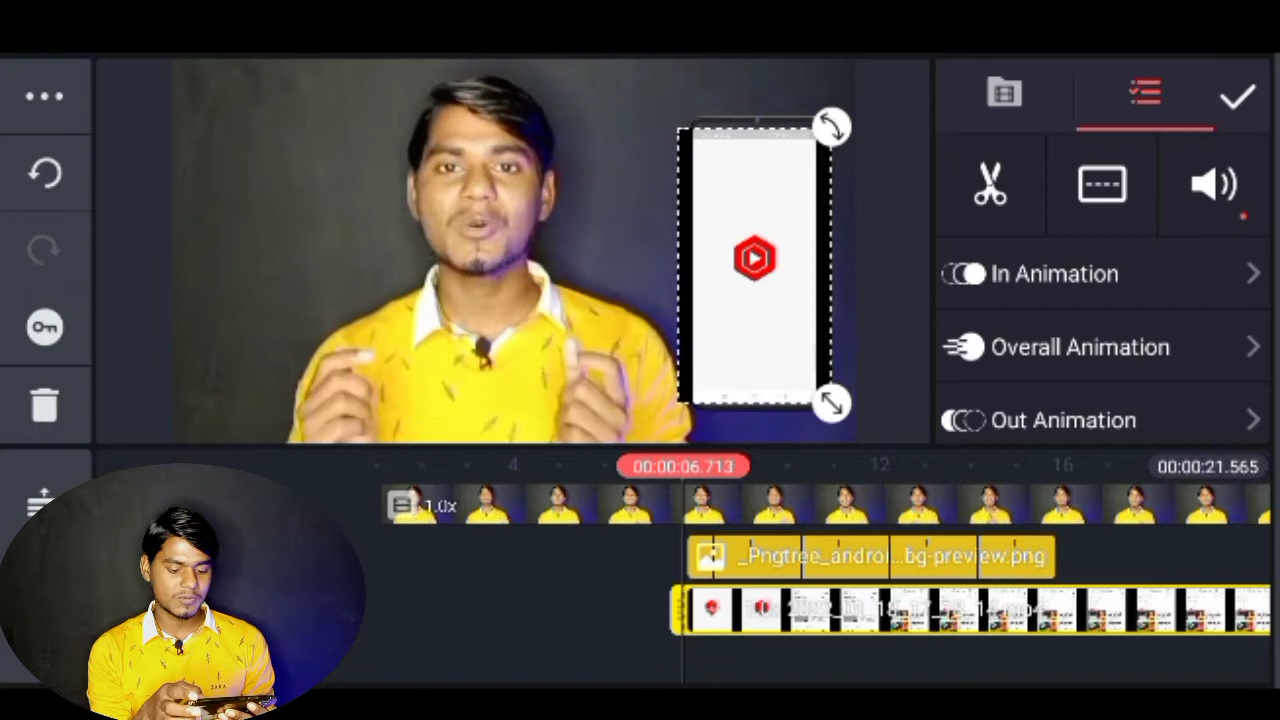 In Animation
Overall Animation
Out Animation
4
00:00:06.713
12
16
00:00:21.565
1.0x
_Pngtree_androi...bg-preview.png
ZARA